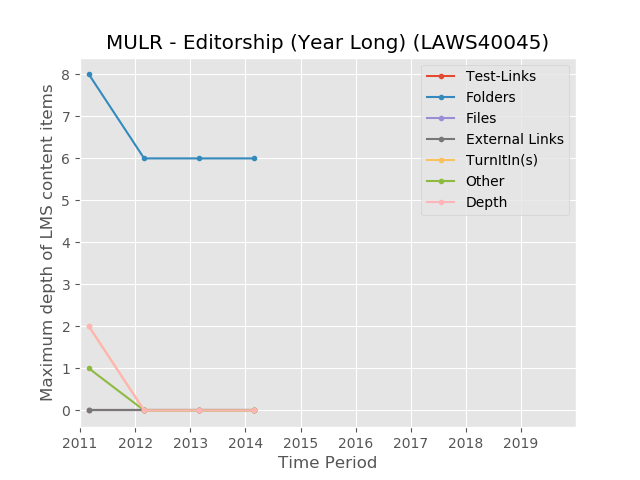 MULR - Editorship (Year Long) (LAWS40045)
Maximum depth of LMS content items
8
7
6
5
4
3
2
1
0
Test-Links
Folders
Files
External Links
TurnItIn(s)
Other
Depth
2011 2012 2013 2014 2015 2016 2017 2018 2019
Time Period